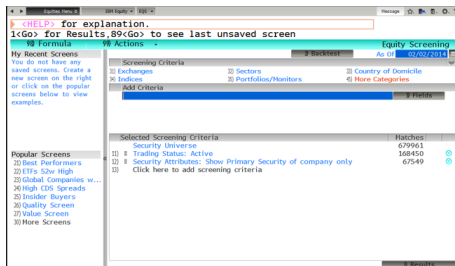 Equities Menu IBM Equity EQS Message
<HELP> for explanation.
1<Go> for Results,89<Go> to see last unsaved screen
98 Formula 99 Actions Equity Screening
My Recent Screens
You do not have any
saved screens. Create a
new screen on the right
or click on the popular
screens below to view
examples.
Popular Screens
21) Best Performers
22) ETFs 52w High
23) Global Companies w...
24) High CDS Spreads
25) Insider Buyers
26) Quality Screen
27) Value Screen
30) More Screens
3 Backtest As Of 02/02/2014
Screening Criteria
31) Exchanges 32) Sectors 33) Country of Domicile
34) Indices 35) Portfolios/Monitors 45) More Categories
Add Criteria
9 Fields
Selected Screening Criteria Matches
Security Universe 679961
11) Trading Status: Active 168450
12) Security Attributes: Show Primary Security of company only 67549
13) Click here to add screening criteria
1 Results